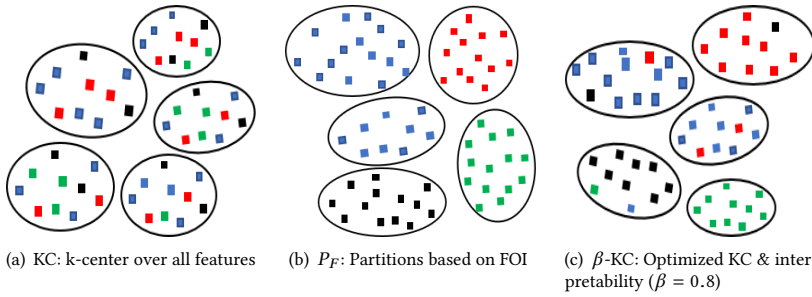 (a) KC: k-center over all features
(b) P_F: Partitions based on FOI
(c) β-KC: Optimized KC & inter
pretability (β = 0.8)